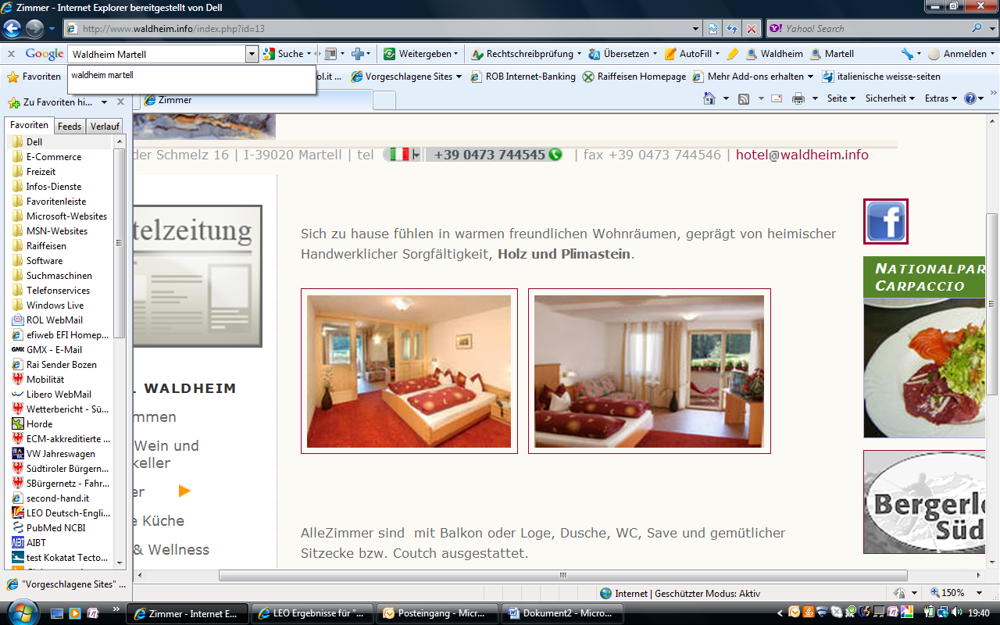 Zimmer - Internet Explorer bereitgestellt von Dell
http://www.waldheim.info/index.php?id=13
Yahoo! Search
Google
Waldheim Martell
Suche
Weitergeben
Rechtschreibprüfung
Übersetzen
AutoFill
Waldheim
Martell
Anmelden
waldheim martell
Favoriten
ol.it ...
Vorgeschlagene Sites
ROB Internet-Banking
Raiffeisen Homepage
Mehr Add-ons erhalten
italienische weisse-seiten
Zu Favoriten hi...
Zimmer
Seite
Sicherheit
Extras
Favoriten
Feeds
Verlauf
Dell
E-Commerce
Freizeit
Infos-Dienste
Favoritenleiste
Microsoft-Websites
MSN-Websites
Raiffeisen
Software
Suchmaschinen
Telefonservices
Windows Live
ROL WebMail
efiweb EFI Homep...
GMX - E-Mail
Rai Sender Bozen
Mobilität
Libero WebMail
Wetterbericht - Sü...
Horde
ECM-akkreditierte ...
VW Jahreswagen
Südtiroler Bürgern...
SBürgernetz - Fahr...
second-hand.it
LEO Deutsch-Engli...
PubMed NCBI
AIBT
test Kokatat Tecto...
"Vorgeschlagene Sites" ...
der Schmelz 16 | I-39020 Martell | tel +39 0473 744545 | fax +39 0473 744546 | hotel@waldheim.info
telzeitung
L WALDHEIM
mmen
Wein und
keller
er
e Küche
& Wellness
Sich zu hause fühlen in warmen freundlichen Wohnräumen, geprägt von heimischer
Handwerklicher Sorgfältigkeit, Holz und Plimastein.
AlleZimmer sind mit Balkon oder Loge, Dusche, WC, Save und gemütlicher
Sitzecke bzw. Coutch ausgestattet.
f
NATIONALPAR
CARPACCIO
Bergerle
Süd
Internet | Geschützter Modus: Aktiv
150%
Zimmer - Internet E...
LEO Ergebnisse für "...
Posteingang - Micr...
Dokument2 - Micro...
19:40